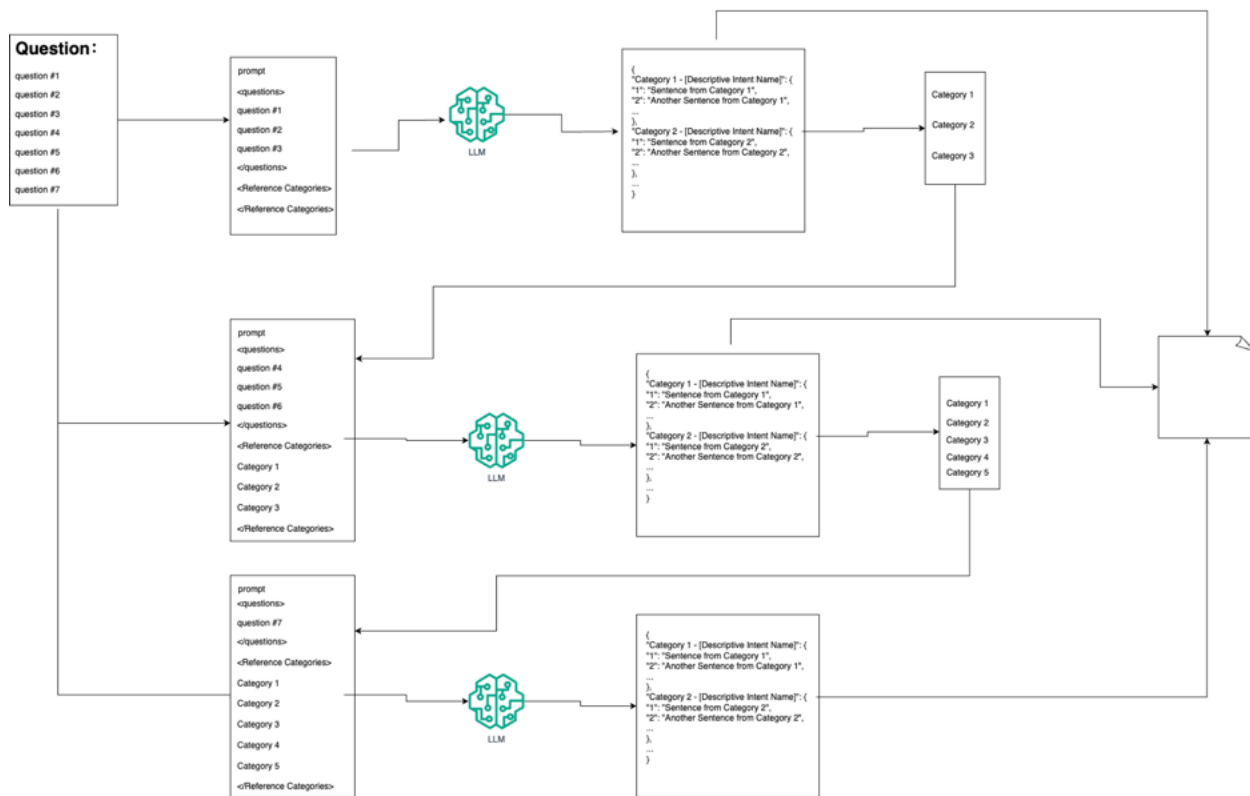 Question:
question #1
question #2
question #3
question #4
question #5
question #6
question #7
prompt
<questions>
question #1
question #2
question #3
</questions>
<Reference Categories>
</Reference Categories>
LLM
{
"Category 1 - [Descriptive Intent Name]": {
"1": "Sentence from Category 1",
"2": "Another Sentence from Category 1",
...
},
"Category 2 - [Descriptive Intent Name]": {
"1": "Sentence from Category 2",
"2": "Another Sentence from Category 2",
...
},
...
}
Category 1
Category 2
Category 3
prompt
<questions>
question #4
question #5
question #6
</questions>
<Reference Categories>
Category 1
Category 2
Category 3
</Reference Categories>
LLM
{
"Category 1 - [Descriptive Intent Name]": {
"1": "Sentence from Category 1",
"2": "Another Sentence from Category 1",
...
},
"Category 2 - [Descriptive Intent Name]": {
"1": "Sentence from Category 2",
"2": "Another Sentence from Category 2",
...
},
...
}
Category 1
Category 2
Category 3
Category 4
Category 5
prompt
<questions>
question #7
</questions>
<Reference Categories>
Category 1
Category 2
Category 3
Category 4
Category 5
</Reference Categories>
LLM
{
"Category 1 - [Descriptive Intent Name]": {
"1": "Sentence from Category 1",
"2": "Another Sentence from Category 1",
...
},
"Category 2 - [Descriptive Intent Name]": {
"1": "Sentence from Category 2",
"2": "Another Sentence from Category 2",
...
},
...
}